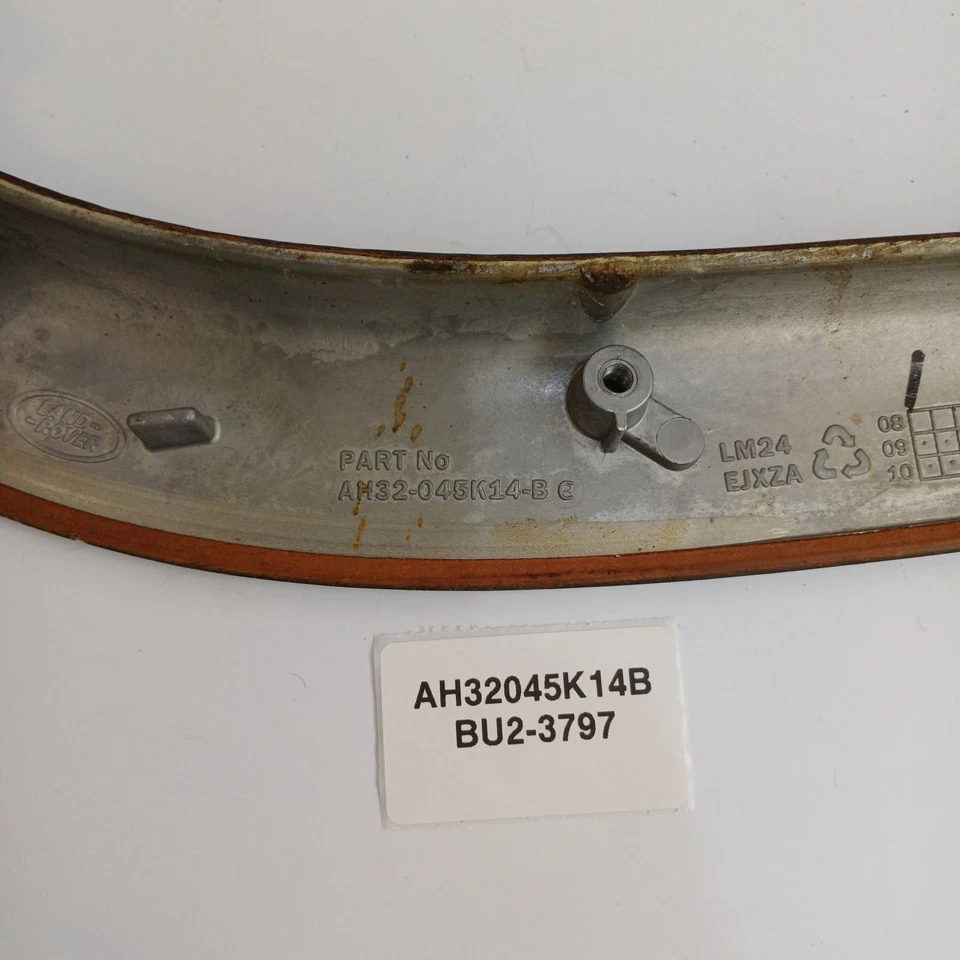 LAND-
-ROVER
PART No
AH32-045K14-B C
LM24
EJXZA
08
09
10
AH32045K14B
BU2-3797